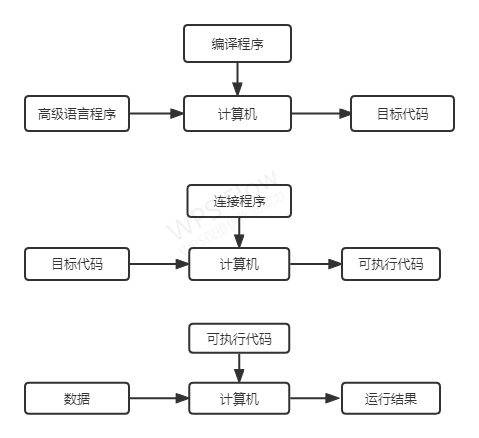 编译程序
高级语言程序
计算机
目标代码
连接程序
目标代码
计算机
可执行代码
可执行代码
数据
计算机
运行结果